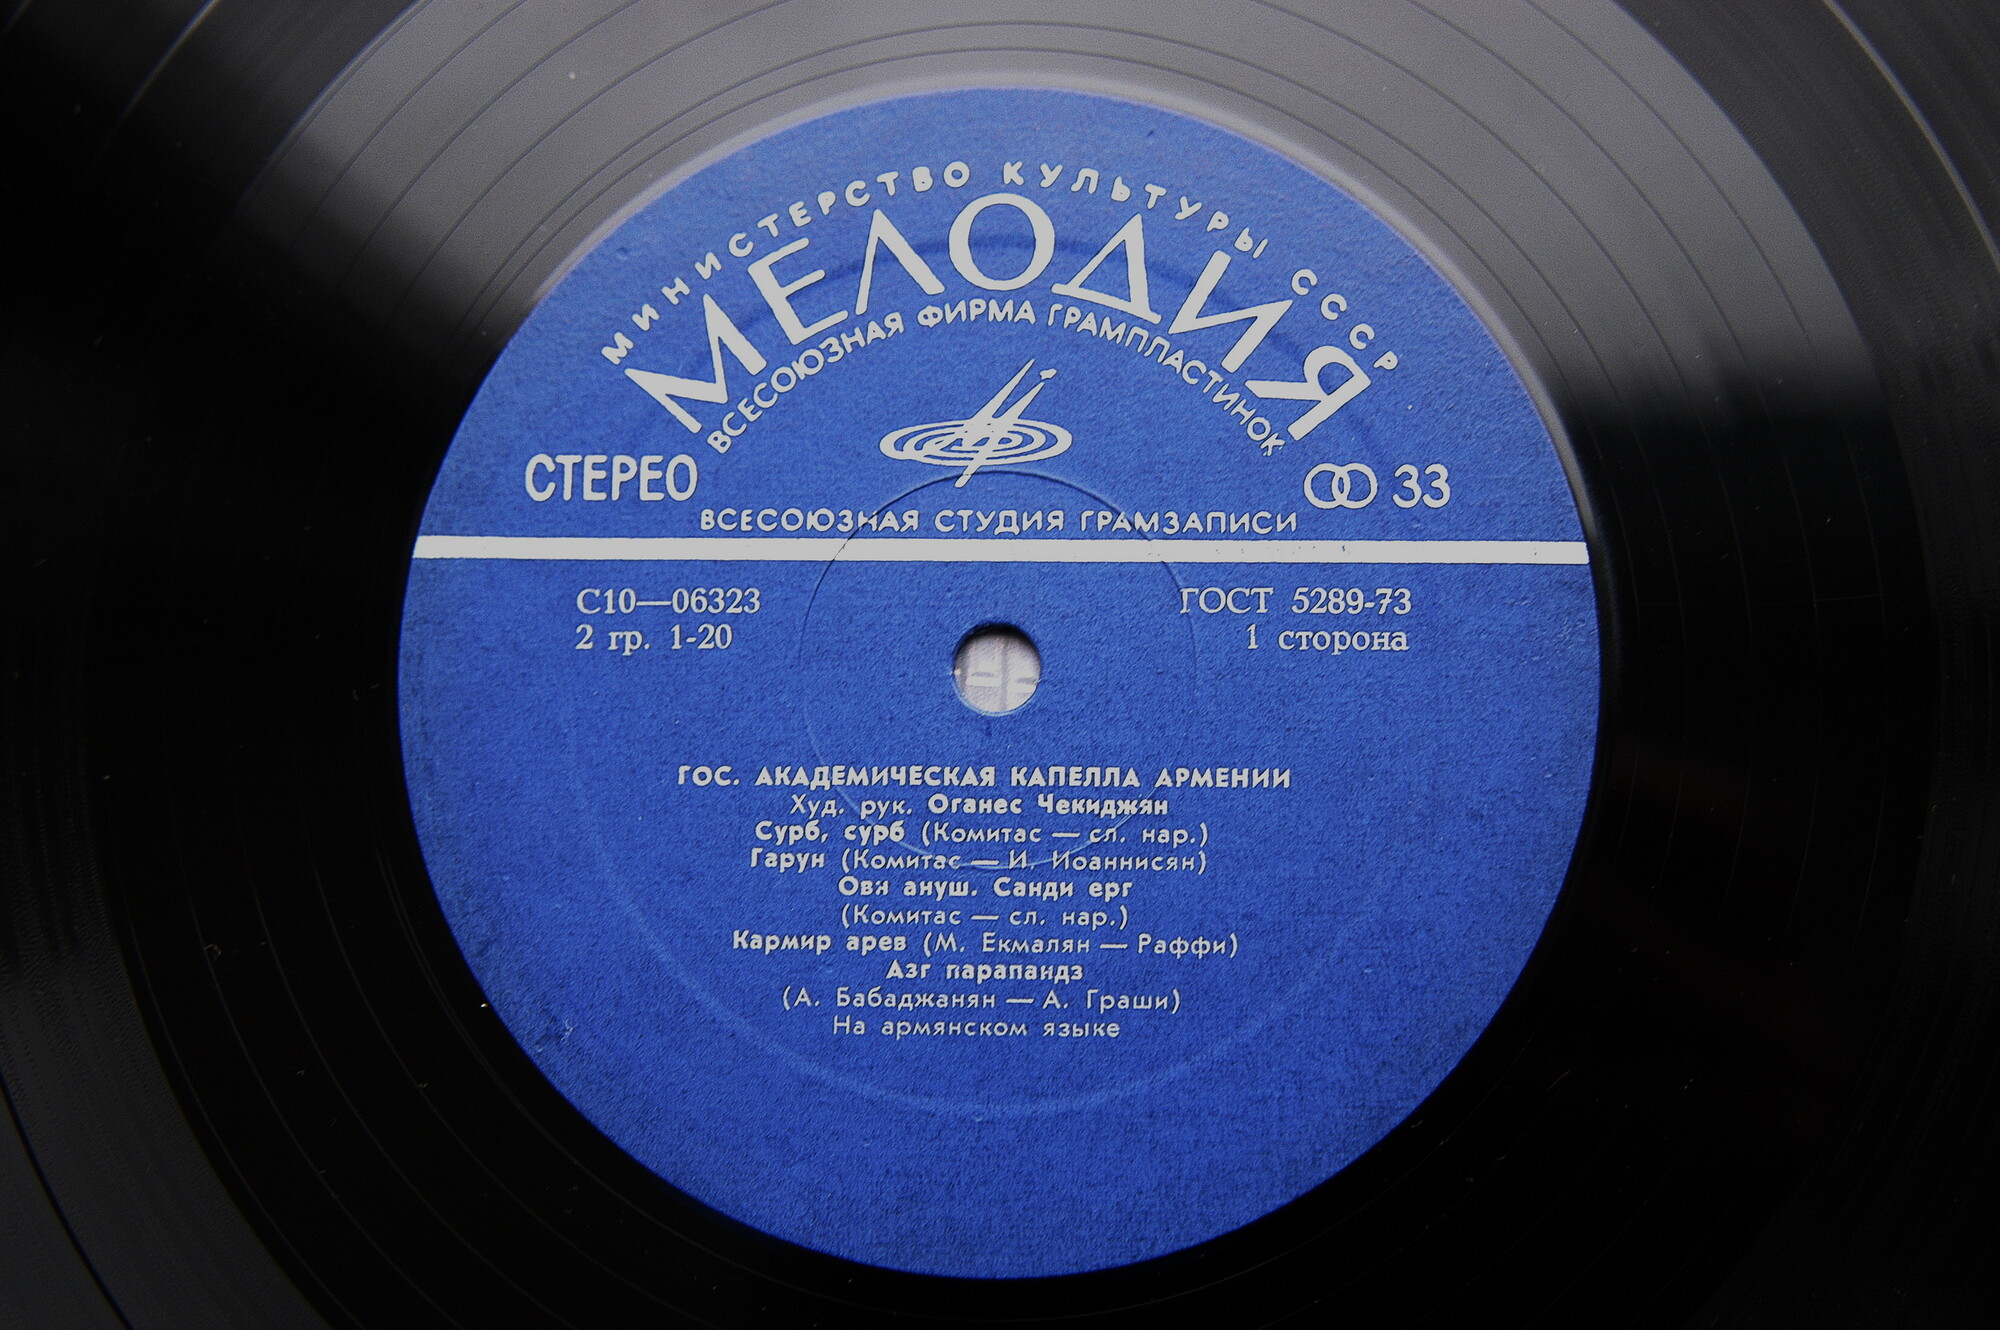 МИНИСТЕРСТВО КУЛЬТУРЫ СССР
МЕЛОДИЯ
ВСЕСОЮЗНАЯ ФИРМА ГРАМПЛАСТИНОК
СТЕРЕО
33
ВСЕСОЮЗНАЯ СТУДИЯ ГРАМЗАПИСИ
С10—06323
ГОСТ 5289-73
2 гр. 1-20
1 сторона
ГОС. АКАДЕМИЧЕСКАЯ КАПЕЛЛА АРМЕНИИ
Худ. рук. Оганес Чекиджян
Сурб, сурб (Комитас — сл. нар.)
Гарун (Комитас — И. Иоаннисян)
Ови ануш. Санди ерг
(Комитас — сл. нар.)
Кармир арев (М. Екмалян — Раффи)
Азг парапандз
(А. Бабаджанян — А. Граши)
На армянском языке